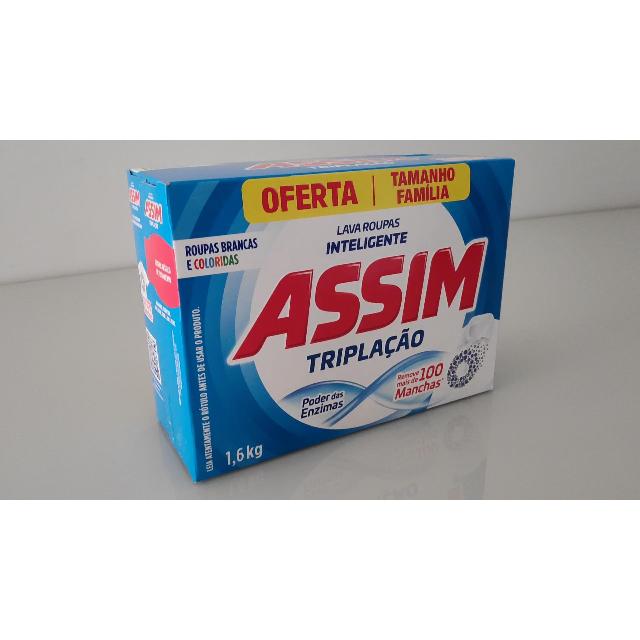 OFERTA
TAMANHO
FAMÍLIA
LAVA ROUPAS
INTELIGENTE
ROUPAS BRANCAS
E COLORIDAS
ASSIM
TRIPLAÇÃO
Poder das
Enzimas
Remove
mais de 100
Manchas*
1,6 kg
LEIA ATENTAMENTE O RÓTULO ANTES DE USAR O PRODUTO.
ASSIM
ASSIM